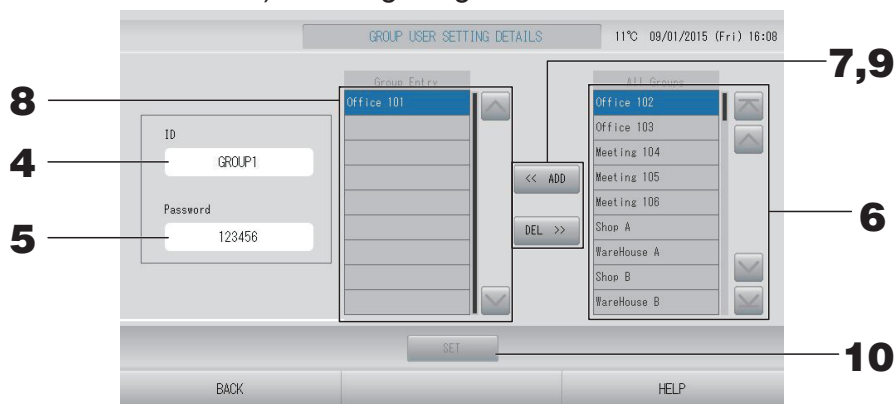 GROUP USER SETTING DETAILS
11℃ 09/01/2015 (Fri) 16:08
7,9
Group Entry
All Groups
8
Office 101
Office 102
Office 103
Meeting 104
Meeting 105
Meeting 106
Shop A
WareHouse A
Shop B
WareHouse B
ID
4
GROUP1
<< ADD
Password
5
123456
DEL >>
6
SET
10
BACK
HELP